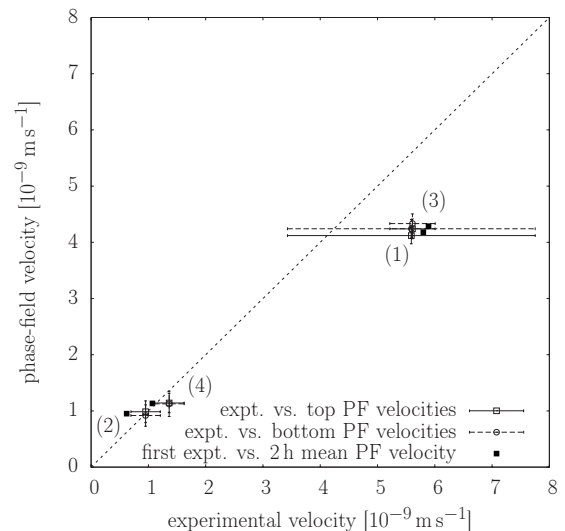 8
7
6
5
4
3
2
1
0
phase-field velocity [10−9 m s−1]
(3)
(1)
(4)
(2)
expt. vs. top PF velocities
expt. vs. bottom PF velocities
first expt. vs. 2 h mean PF velocity
0 1 2 3 4 5 6 7 8
experimental velocity [10−9 m s−1]